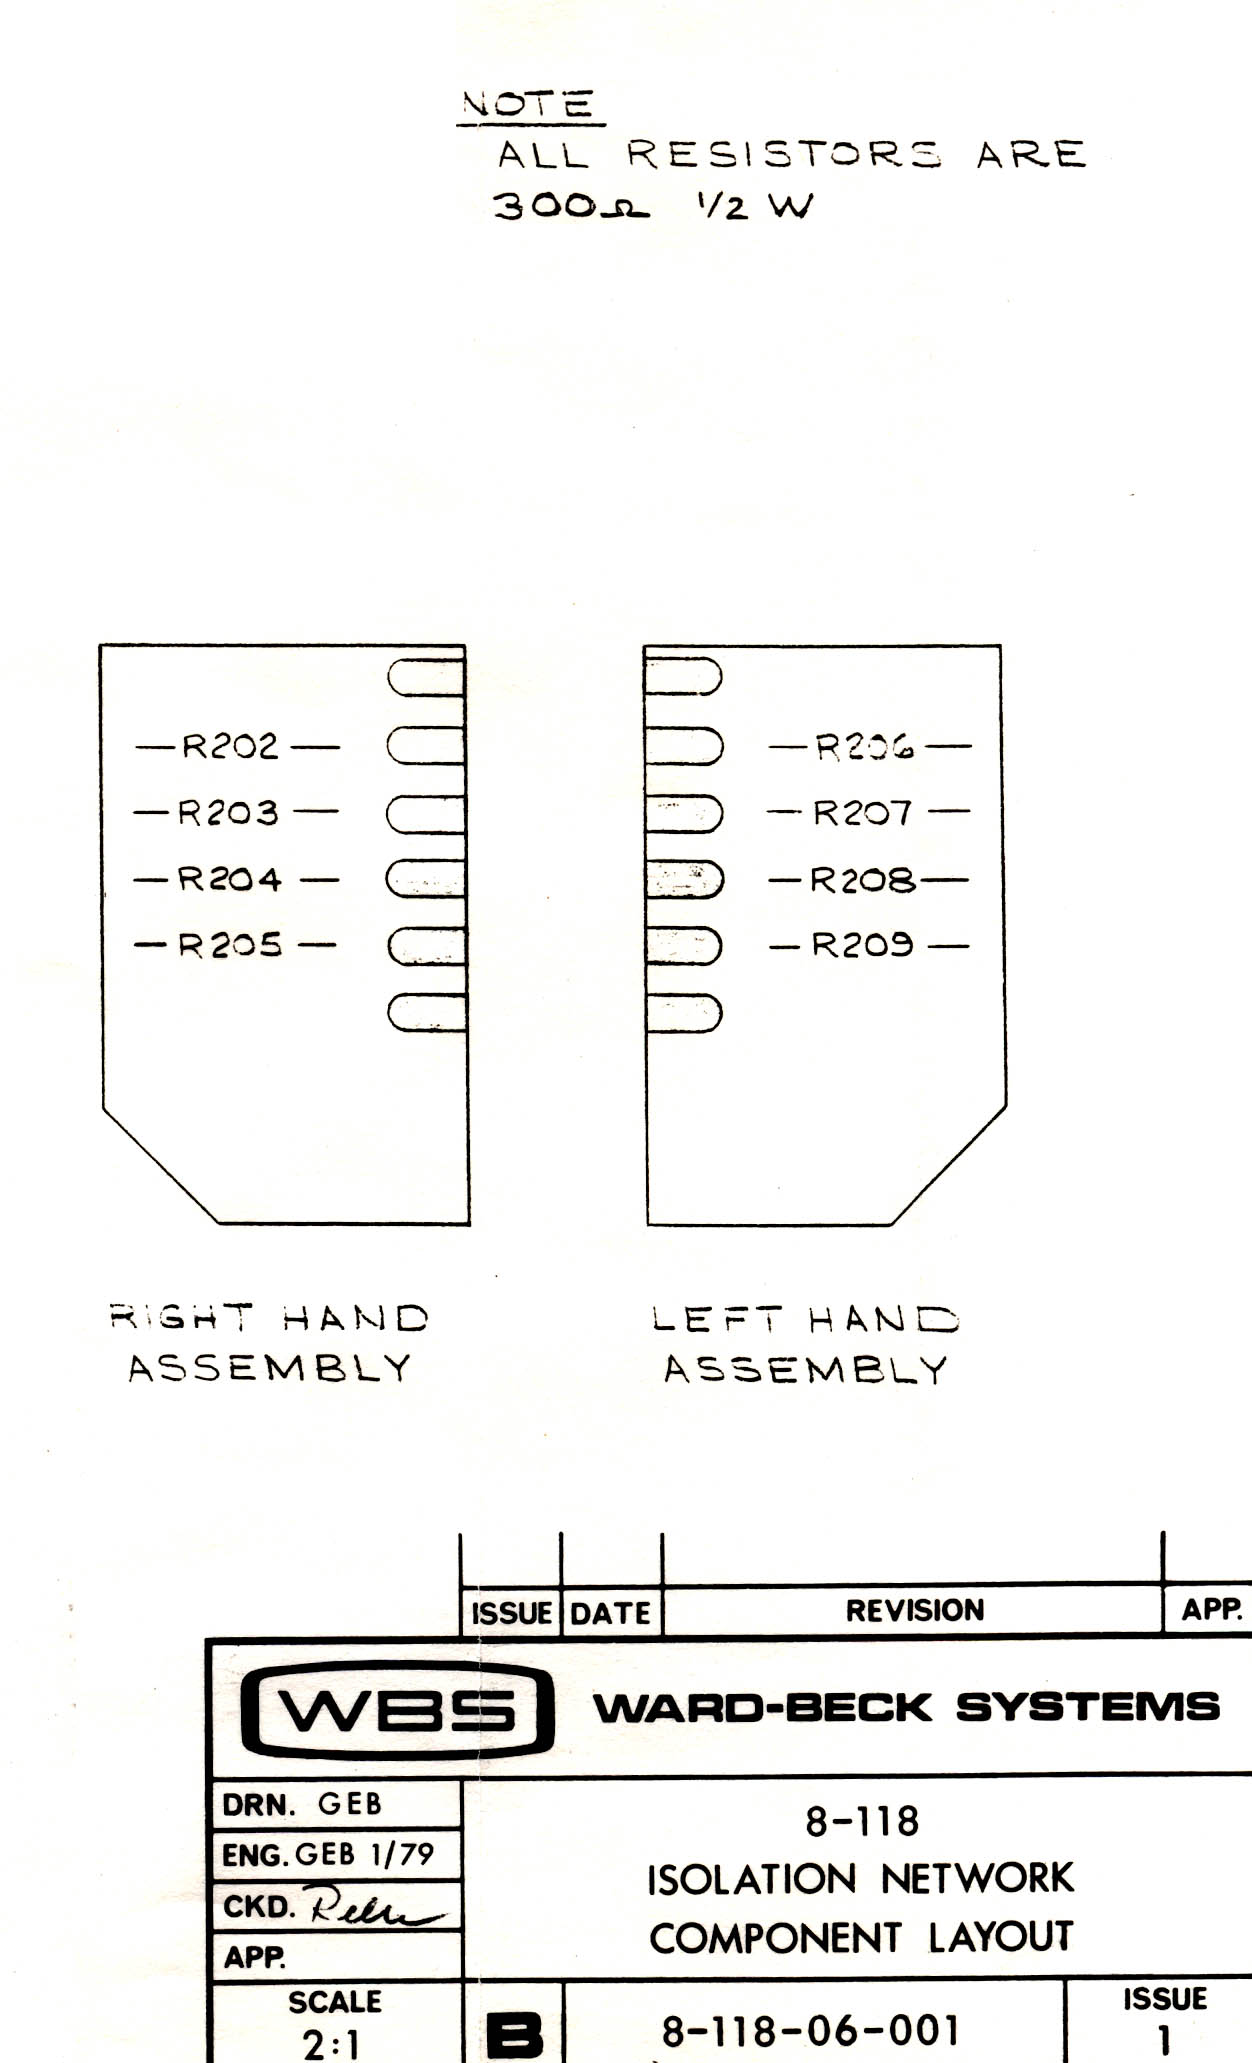 NOTE
ALL RESISTORS ARE
300Ω 1/2 W
—R202—
—R203—
—R204—
—R205—
—R206—
—R207—
—R208—
—R209—
RIGHT HAND
ASSEMBLY
LEFT HAND
ASSEMBLY
ISSUE DATE REVISION APP.
WBS WARD-BECK SYSTEMS
DRN. GEB
ENG. GEB 1/79
CKD.
APP.
8-118
ISOLATION NETWORK
COMPONENT LAYOUT
SCALE
2:1
B
8-118-06-001
ISSUE
1